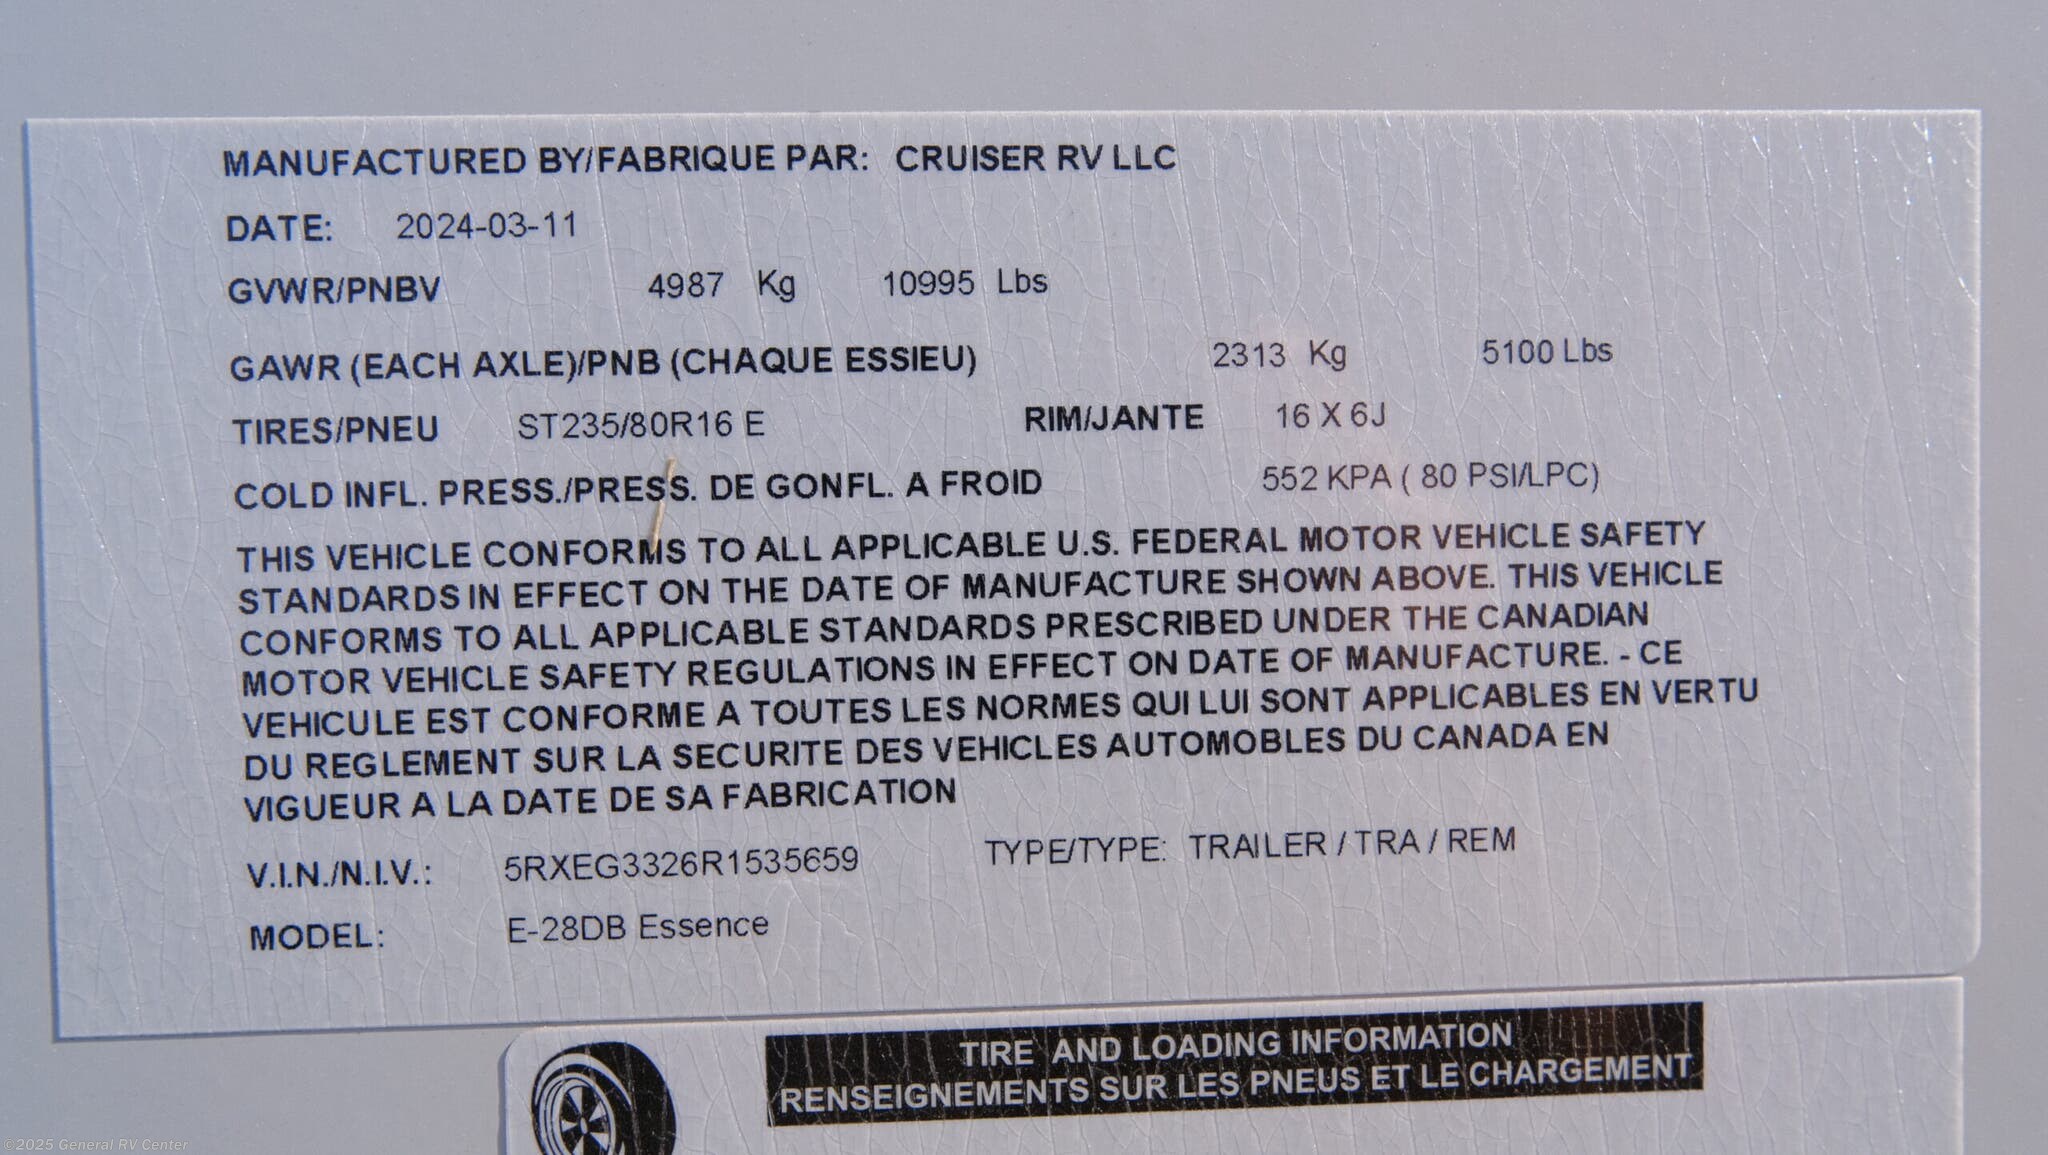 MANUFACTURED BY/FABRIQUE PAR: CRUISER RV LLC
DATE: 2024-03-11
GVWR/PNBV 4987 Kg 10995 Lbs
GAWR (EACH AXLE)/PNB (CHAQUE ESSIEU) 2313 Kg 5100 Lbs
TIRES/PNEU ST235/80R16 E RIM/JANTE 16 X 6J
COLD INFL. PRESS./PRESS. DE GONFL. A FROID 552 KPA ( 80 PSI/LPC)
THIS VEHICLE CONFORMS TO ALL APPLICABLE U.S. FEDERAL MOTOR VEHICLE SAFETY
STANDARDS IN EFFECT ON THE DATE OF MANUFACTURE SHOWN ABOVE. THIS VEHICLE
CONFORMS TO ALL APPLICABLE STANDARDS PRESCRIBED UNDER THE CANADIAN
MOTOR VEHICLE SAFETY REGULATIONS IN EFFECT ON DATE OF MANUFACTURE. - CE
VEHICULE EST CONFORME A TOUTES LES NORMES QUI LUI SONT APPLICABLES EN VERTU
DU REGLEMENT SUR LA SECURITE DES VEHICLES AUTOMOBLES DU CANADA EN
VIGUEUR A LA DATE DE SA FABRICATION
V.I.N./N.I.V.: 5RXEG3326R1535659 TYPE/TYPE: TRAILER / TRA / REM
MODEL: E-28DB Essence
TIRE AND LOADING INFORMATION
RENSEIGNEMENTS SUR LES PNEUS ET LE CHARGEMENT
©2025 General RV Center